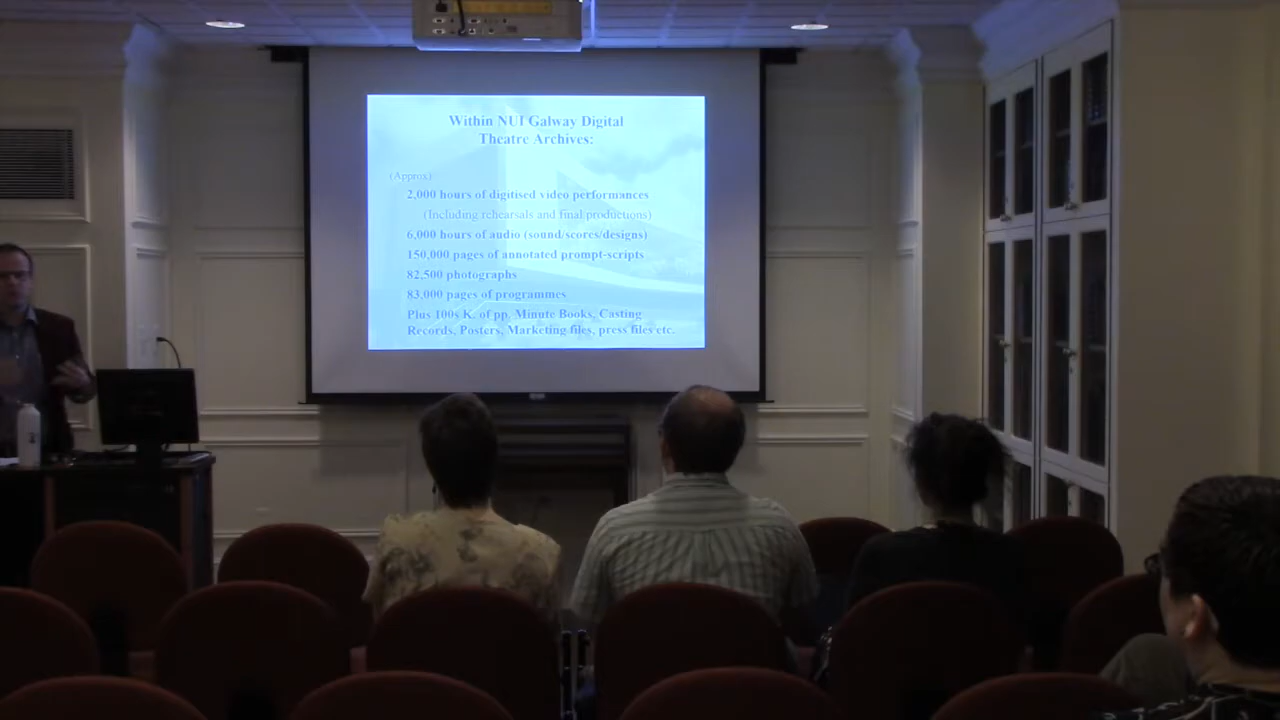 Within NUI Galway Digital
Theatre Archives:
(Approx)
2,000 hours of digitised video performances
(Including rehearsals and final productions)
6,000 hours of audio (sound/scores/designs)
150,000 pages of annotated prompt-scripts
82,500 photographs
83,000 pages of programmes
Plus 100s K. of pp. Minute Books, Casting
Records, Posters, Marketing files, press files etc.